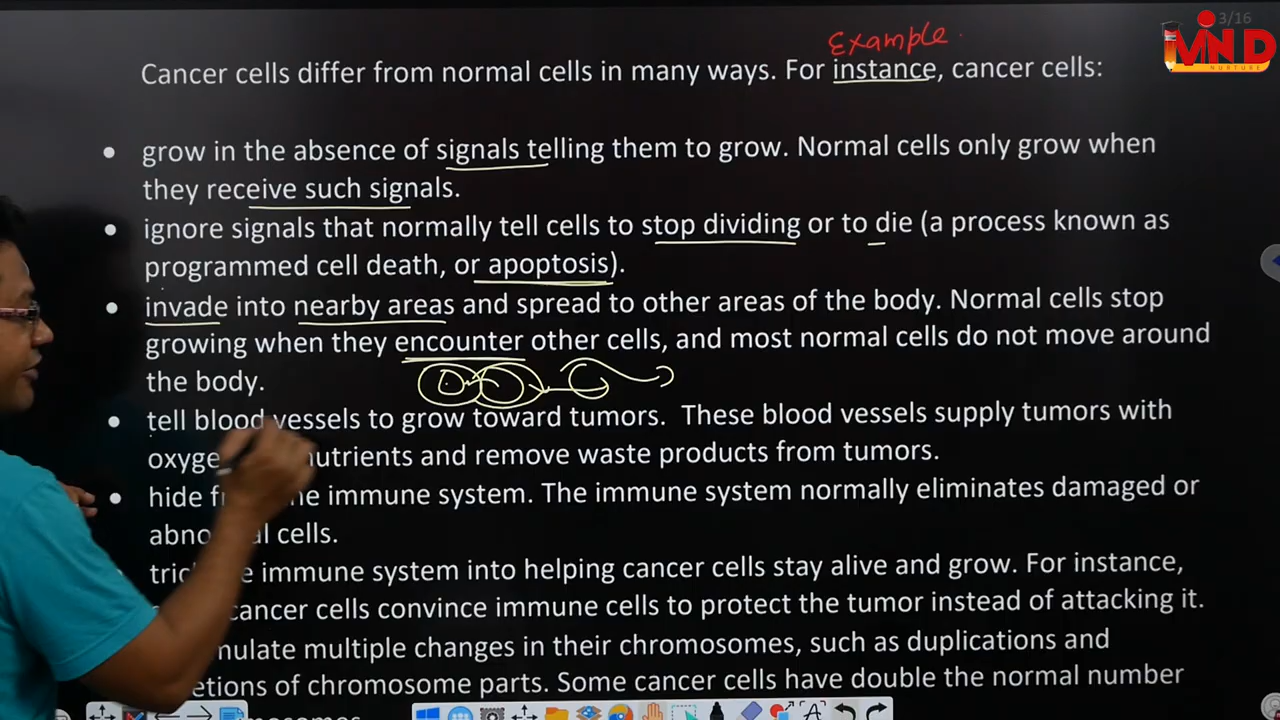 3/16
MIND
NURTURE
Example
Cancer cells differ from normal cells in many ways. For instance, cancer cells:
• grow in the absence of signals telling them to grow. Normal cells only grow when
they receive such signals.
• ignore signals that normally tell cells to stop dividing or to die (a process known as
programmed cell death, or apoptosis).
• invade into nearby areas and spread to other areas of the body. Normal cells stop
growing when they encounter other cells, and most normal cells do not move around
the body.
• tell blood vessels to grow toward tumors. These blood vessels supply tumors with
nutrients and remove waste products from tumors.
• hide immune system. The immune system normally eliminates damaged or
cells.
immune system into helping cancer cells stay alive and grow. For instance,
cancer cells convince immune cells to protect the tumor instead of attacking it.
multiple changes in their chromosomes, such as duplications and
of chromosome parts. Some cancer cells have double the normal number